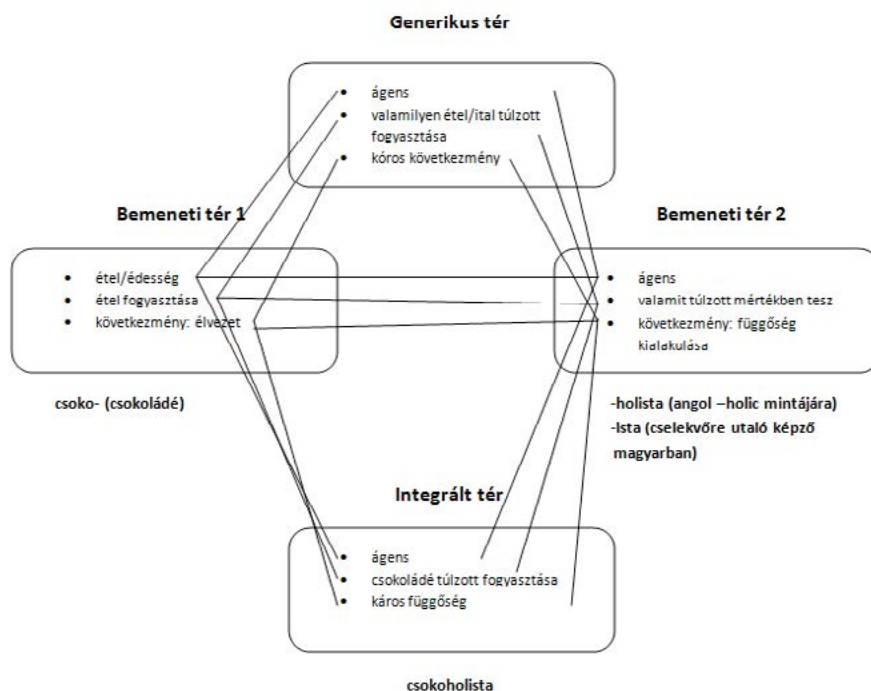 Generikus tér
• ágens
• valamilyen étel/ital túlzott
fogyasztása
• kóros következmény
Bemeneti tér 1
• étel/édesség
• étel fogyasztása
• következmény: élvezet
csoko- (csokoládé)
Bemeneti tér 2
• ágens
• valamit túlzott mértékben tesz
• következmény: függőség
kialakulása
-holista (angol –holic mintájára)
-Ista (cselekvőre utaló képző
magyarban)
Integrált tér
• ágens
• csokoládé túlzott fogyasztása
• káros függőség
csokoholista